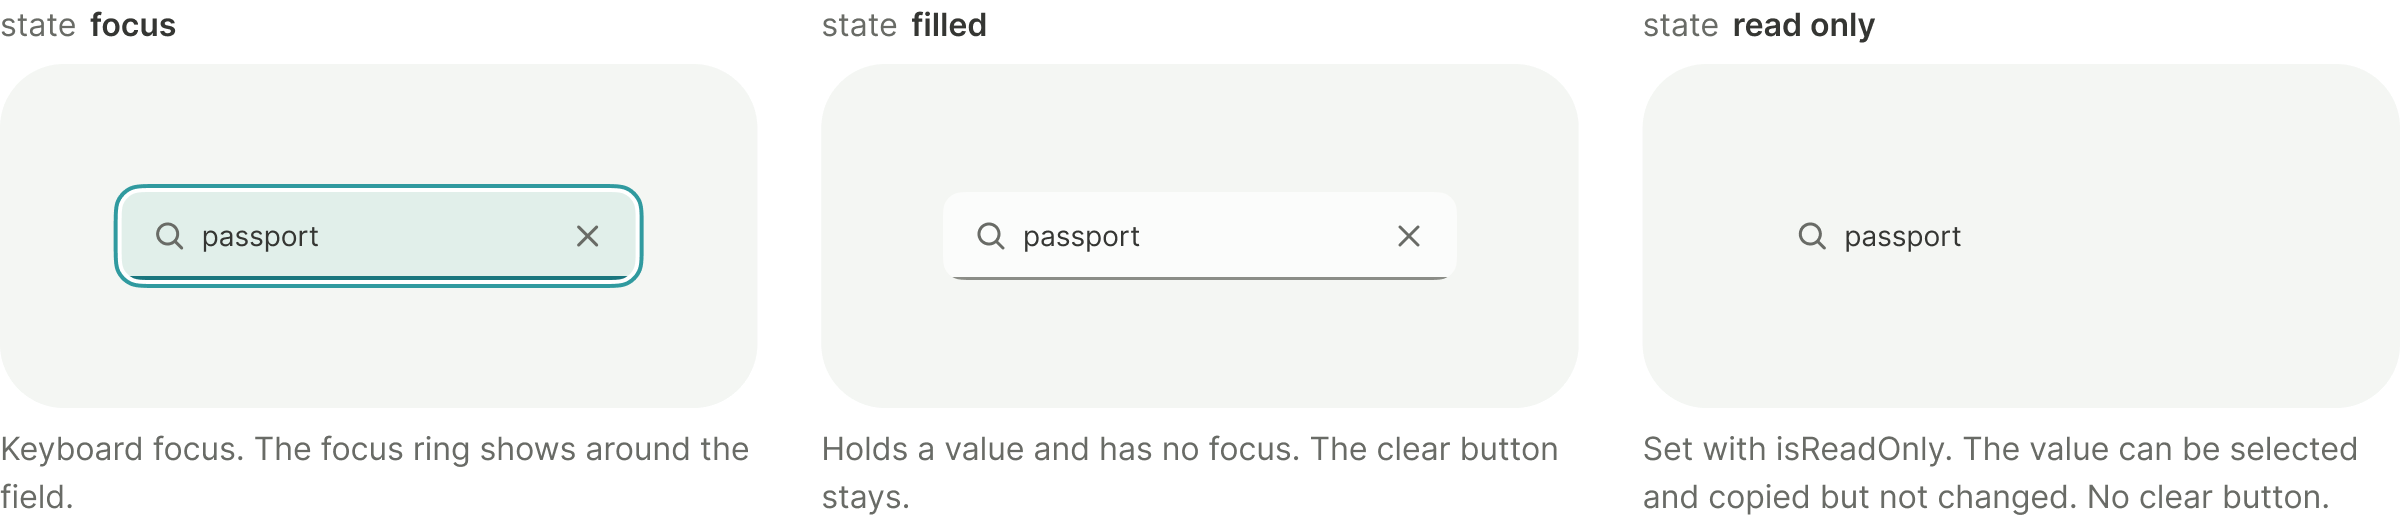 state focus
passport
Keyboard focus. The focus ring shows around the
field.
state filled
passport
Holds a value and has no focus. The clear button
stays.
state read only
passport
Set with isReadOnly. The value can be selected
and copied but not changed. No clear button.